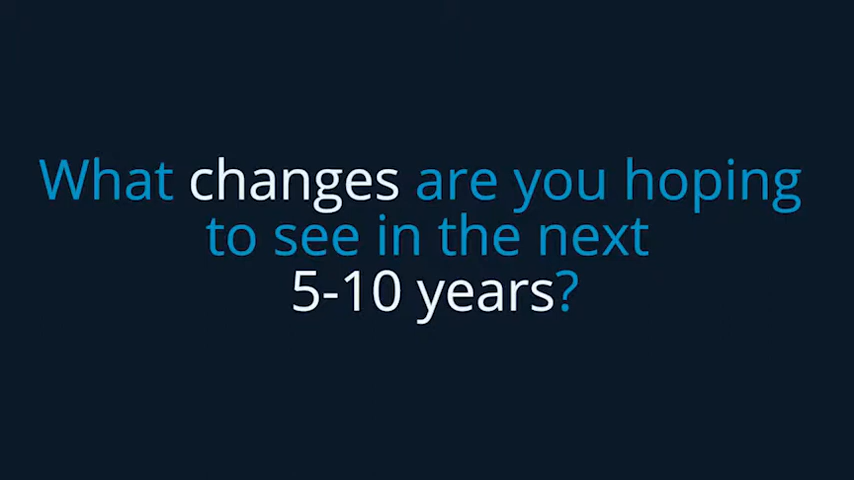 What changes are you hoping
to see in the next
5-10 years?